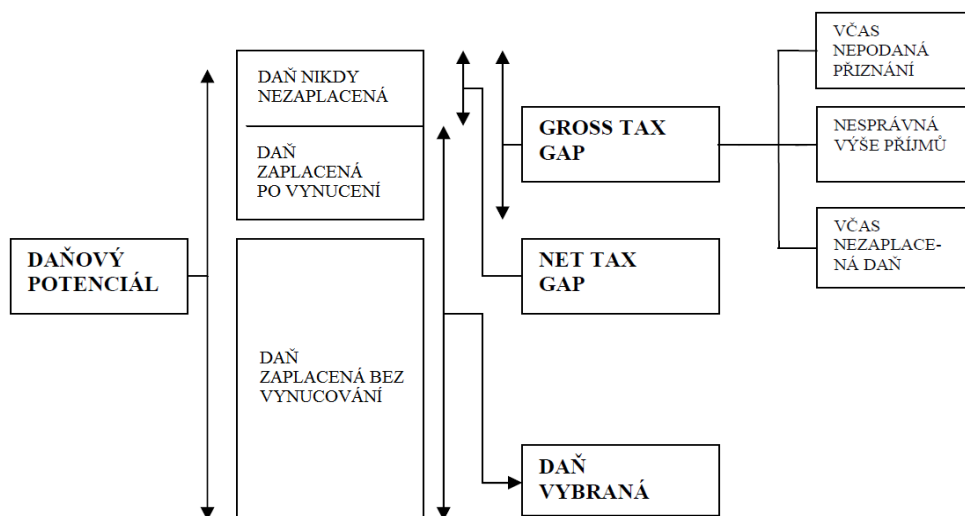 DAŇOVÝ
POTENCIÁL
DAŇ NIKDY
NEZAPLACENÁ
DAŇ
ZAPLACENÁ
PO VYNUCENÍ
DAŇ
ZAPLACENÁ BEZ
VYNUCOVÁNÍ
GROSS TAX
GAP
NET TAX
GAP
DAŇ
VYBRANÁ
VČAS
NEPODANÁ
PŘIZNÁNÍ
NESPRÁVNÁ
VÝŠE PŘÍJMŮ
VČAS
NEZAPLACE-
NÁ DAŇ